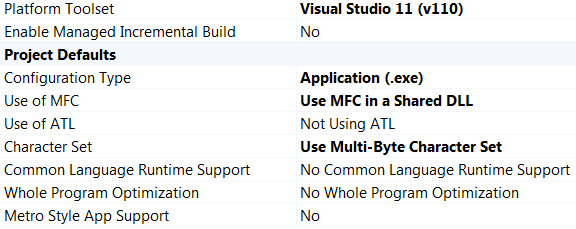 Platform Toolset Visual Studio 11 (v110)
Enable Managed Incremental Build No
Project Defaults
Configuration Type Application (.exe)
Use of MFC Use MFC in a Shared DLL
Use of ATL Not Using ATL
Character Set Use Multi-Byte Character Set
Common Language Runtime Support No Common Language Runtime Support
Whole Program Optimization No Whole Program Optimization
Metro Style App Support No